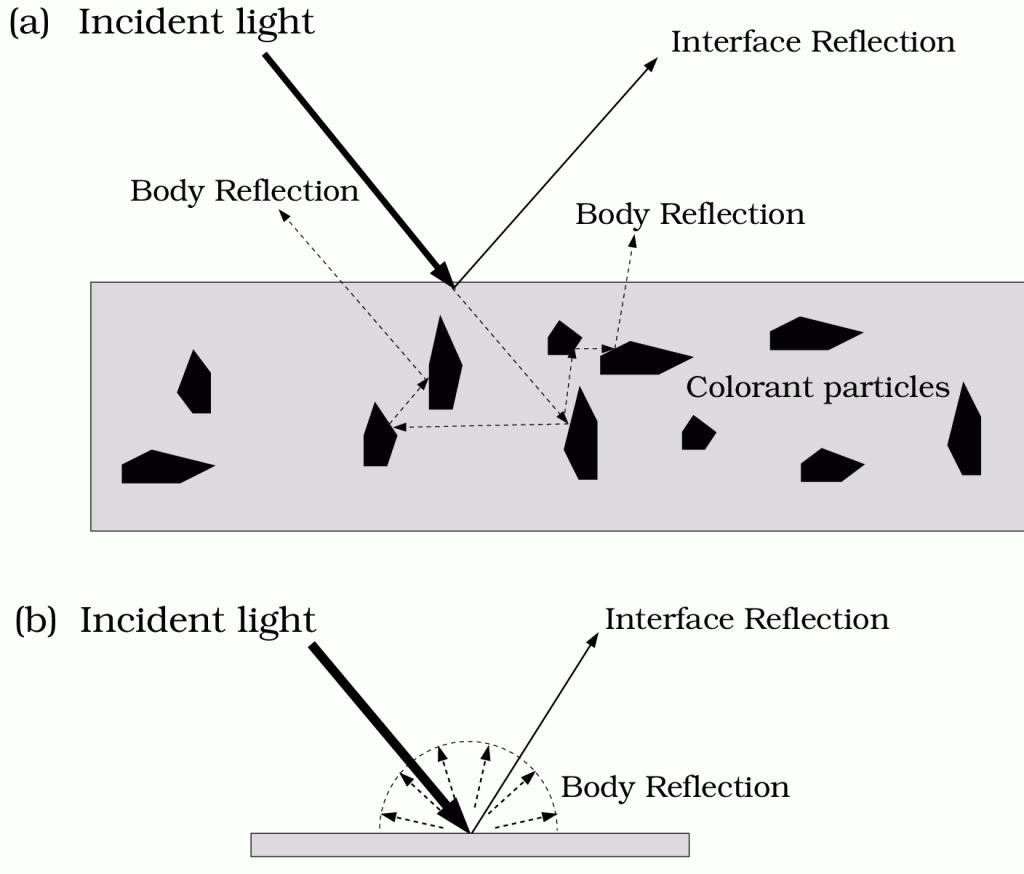 (a) Incident light
Interface Reflection
Body Reflection
Body Reflection
Colorant particles
(b) Incident light
Interface Reflection
Body Reflection